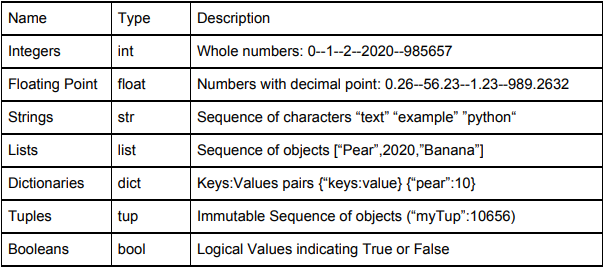 Name Type Description
Integers int Whole numbers: 0--1--2--2020--985657
Floating Point float Numbers with decimal point: 0.26--56.23--1.23--989.2632
Strings str Sequence of characters “text” “example” ”python“
Lists list Sequence of objects [“Pear”,2020,”Banana”]
Dictionaries dict Keys:Values pairs {“keys:value} {“pear”:10}
Tuples tup Immutable Sequence of objects (“myTup”:10656)
Booleans bool Logical Values indicating True or False